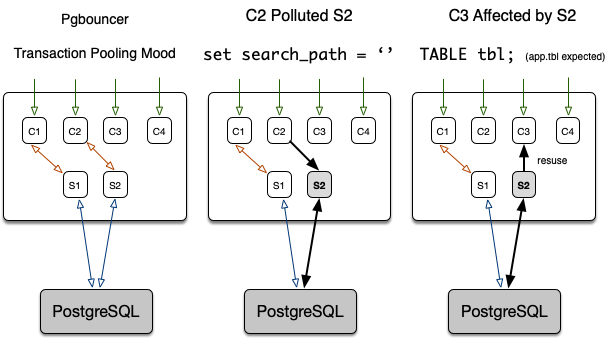 Pgbouncer
Transaction Pooling Mood
C1 C2 C3 C4
S1 S2
PostgreSQL
C2 Polluted S2
set search_path = ‘’
C1 C2 C3 C4
S1 S2
PostgreSQL
C3 Affected by S2
TABLE tbl; (app.tbl expected)
C1 C2 C3 C4
resuse
S1 S2
PostgreSQL